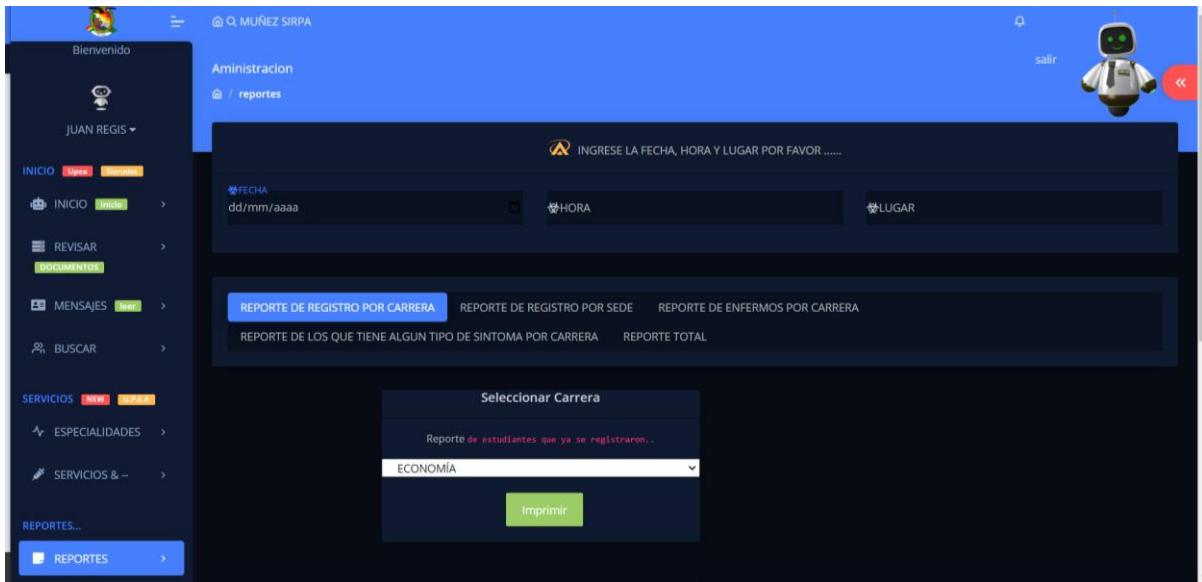 MUÑEZ SIRPA
Bienvenido
JUAN REGIS
INICIO Upea
INICIO Inicio
REVISAR
DOCUMENTOS
MENSAJES leer
BUSCAR
SERVICIOS NEW U.P.E.A
ESPECIALIDADES
SERVICIOS & --
REPORTES...
REPORTES
Aministracion
/ reportes
salir
«
INGRESE LA FECHA, HORA Y LUGAR POR FAVOR ......
FECHA
dd/mm/aaaa
HORA
LUGAR
REPORTE DE REGISTRO POR CARRERA REPORTE DE REGISTRO POR SEDE REPORTE DE ENFERMOS POR CARRERA
REPORTE DE LOS QUE TIENE ALGUN TIPO DE SINTOMA POR CARRERA REPORTE TOTAL
Seleccionar Carrera
Reporte de estudiantes que ya se registraron..
ECONOMÍA
Imprimir